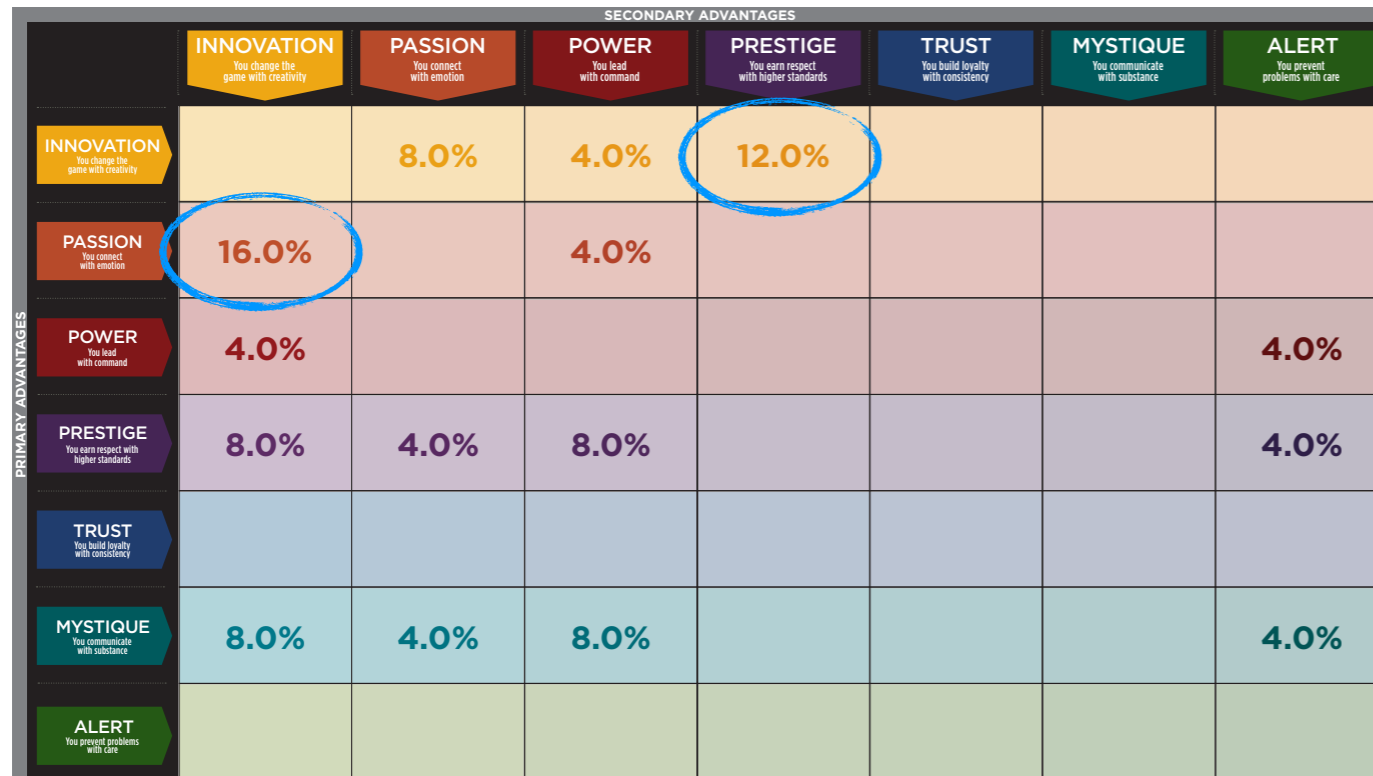 SECONDARY ADVANTAGES
INNOVATION
You change the
game with creativity
PASSION
You connect
with emotion
POWER
You lead
with command
PRESTIGE
You earn respect
with higher standards
TRUST
You build loyalty
with consistency
MYSTIQUE
You communicate
with substance
ALERT
You prevent
problems with care
PRIMARY ADVANTAGES
INNOVATION
You change the
game with creativity
8.0% 4.0% 12.0%
PASSION
You connect
with emotion
16.0% 4.0%
POWER
You lead
with command
4.0% 4.0%
PRESTIGE
You earn respect with
higher standards
8.0% 4.0% 8.0% 4.0%
TRUST
You build loyalty
with consistency
MYSTIQUE
You communicate
with substance
8.0% 4.0% 8.0% 4.0%
ALERT
You prevent problems
with care